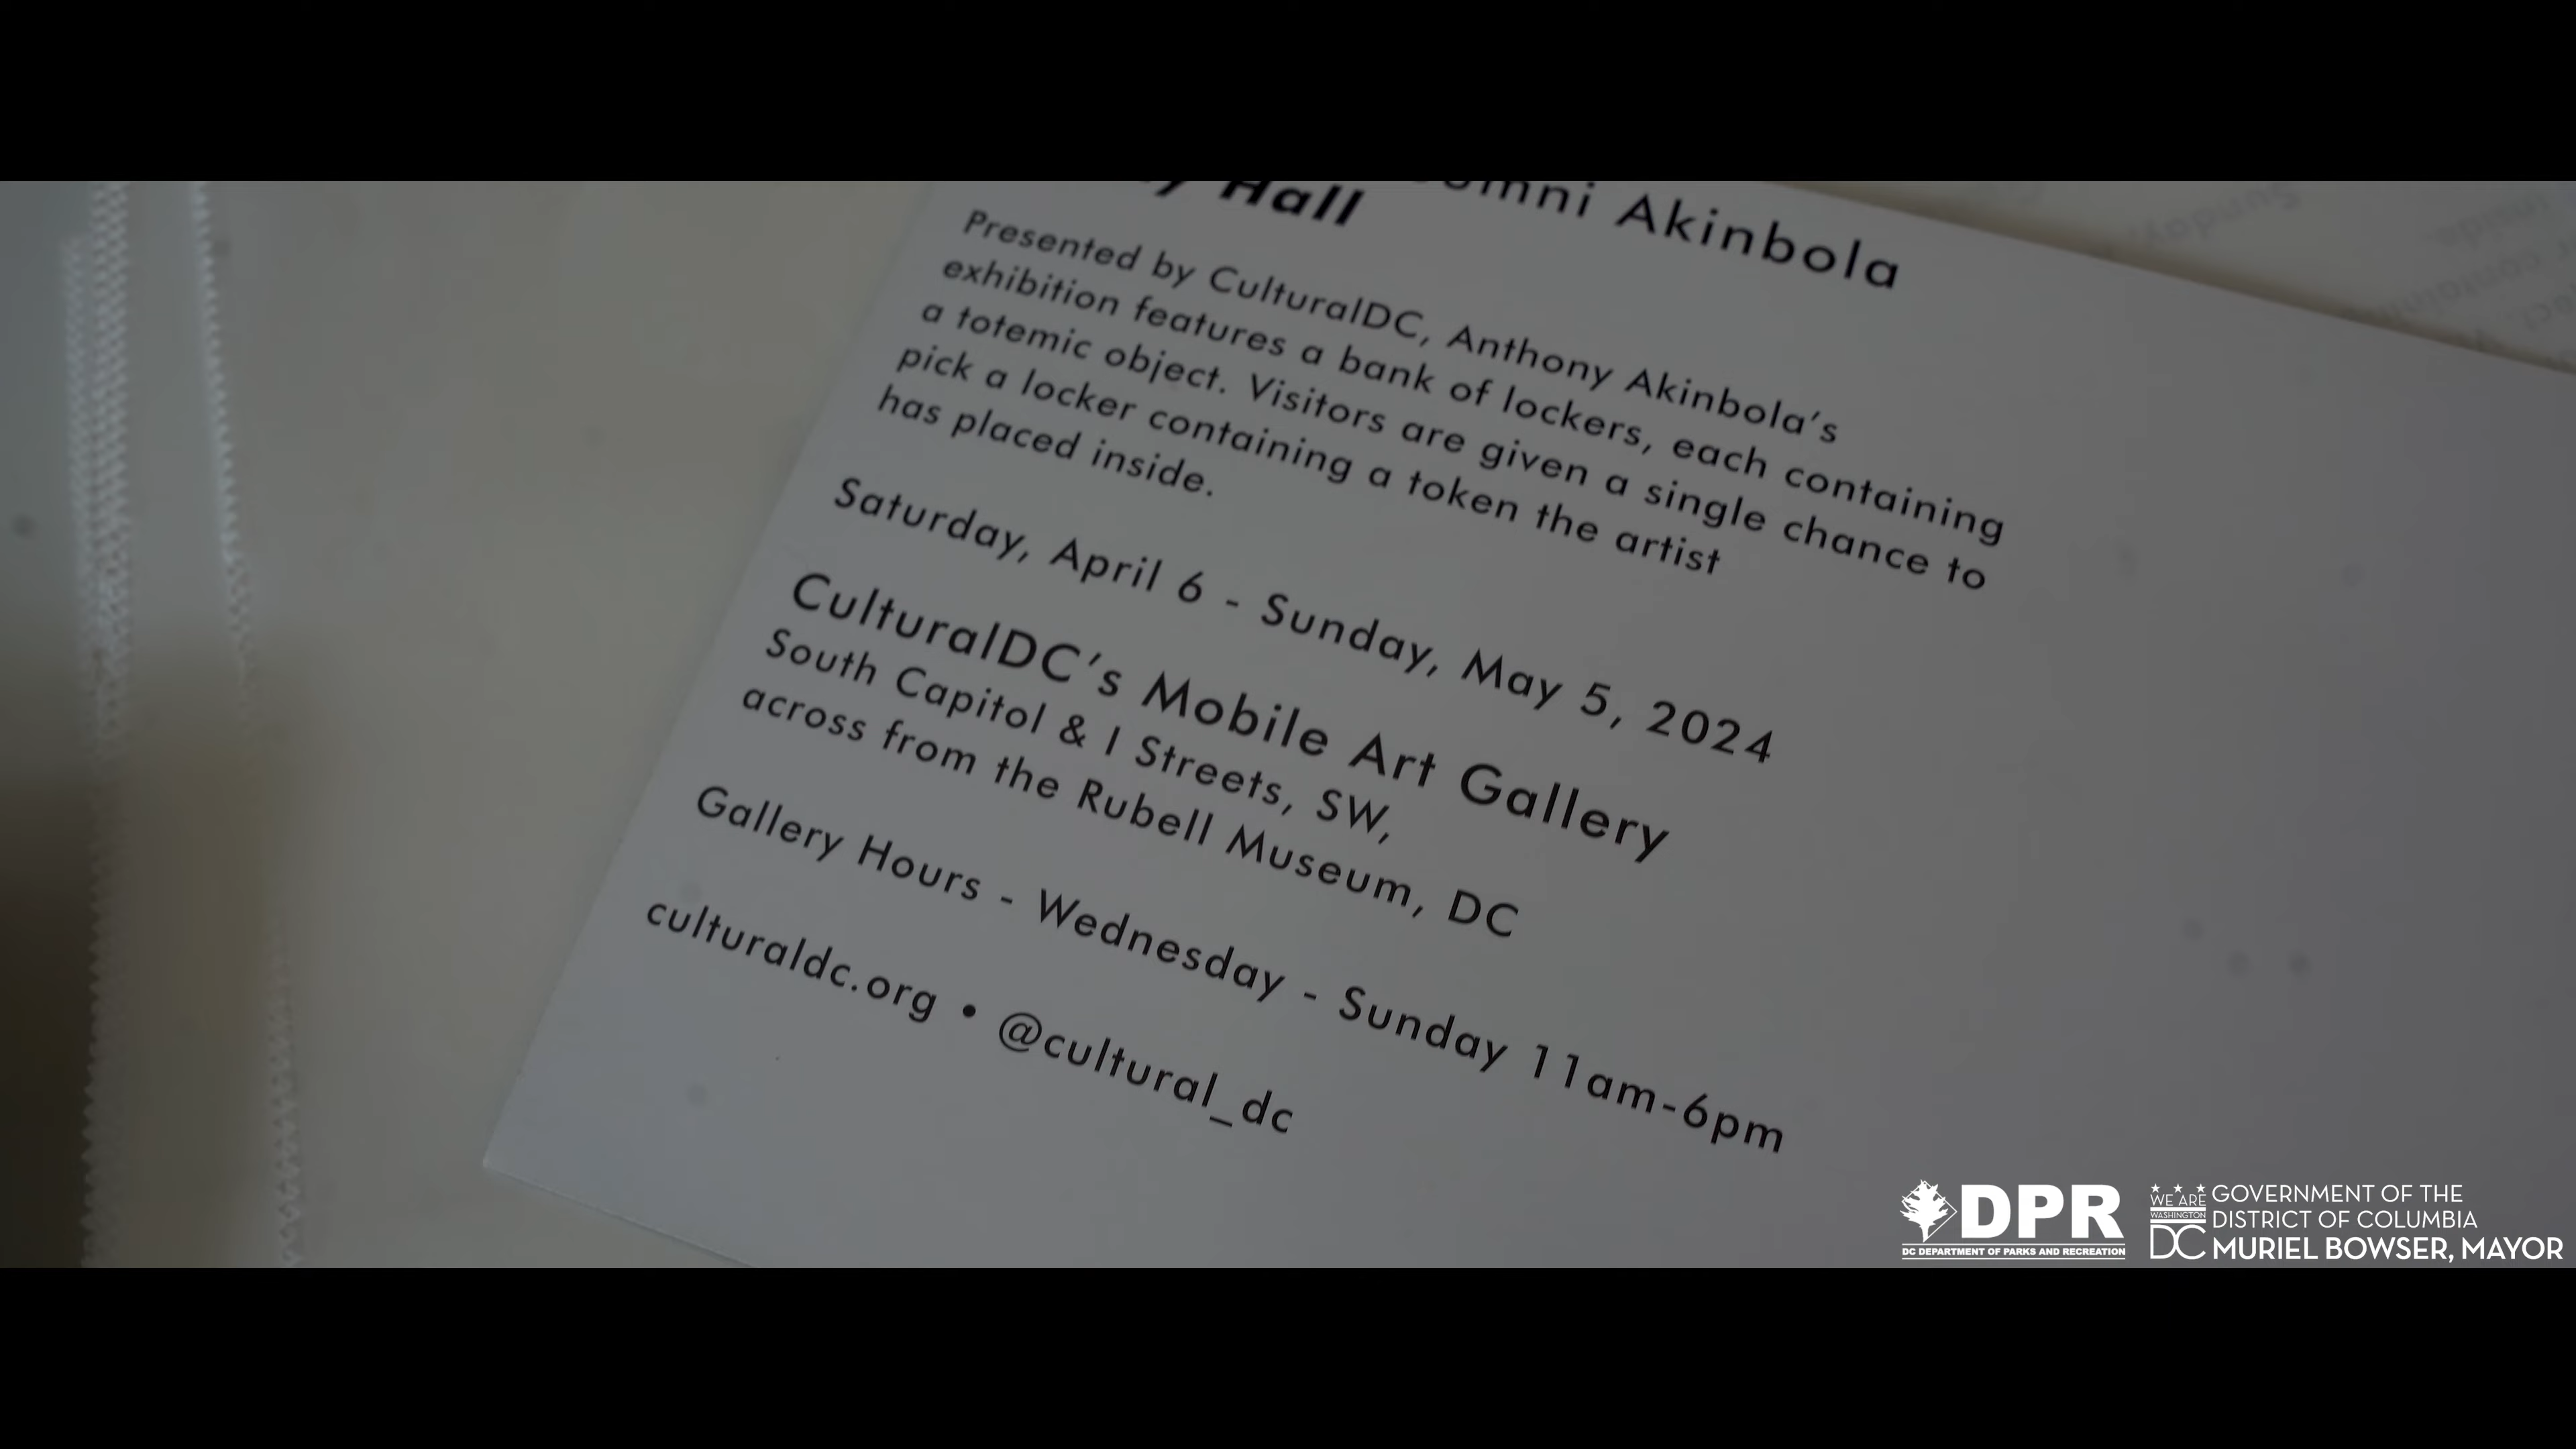 Akinbola
Hall
Presented by CulturalDC, Anthony Akinbola's
exhibition features a bank of lockers, each containing
a totemic object. Visitors are given a single chance to
pick a locker containing a token the artist
has placed inside.
Saturday, April 6 - Sunday, May 5, 2024
CulturalDC's Mobile Art Gallery
South Capitol & I Streets, SW,
across from the Rubell Museum, DC
Gallery Hours - Wednesday - Sunday 11am-6pm
culturaldc.org • @cultural_dc
DPR
DC DEPARTMENT OF PARKS AND RECREATION
WE ARE
WASHINGTON
DC
GOVERNMENT OF THE
DISTRICT OF COLUMBIA
MURIEL BOWSER, MAYOR